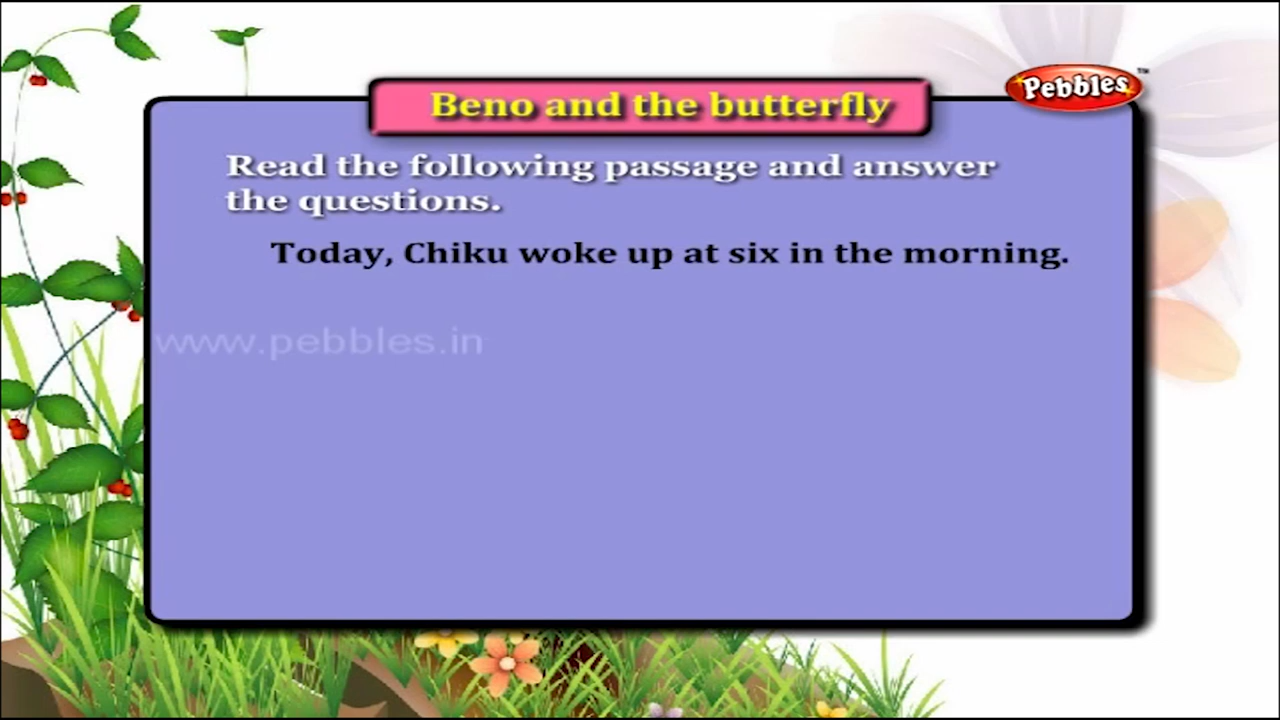 Pebbles™
Beno and the butterfly
Read the following passage and answer
the questions.
Today, Chiku woke up at six in the morning.
www.pebbles.in